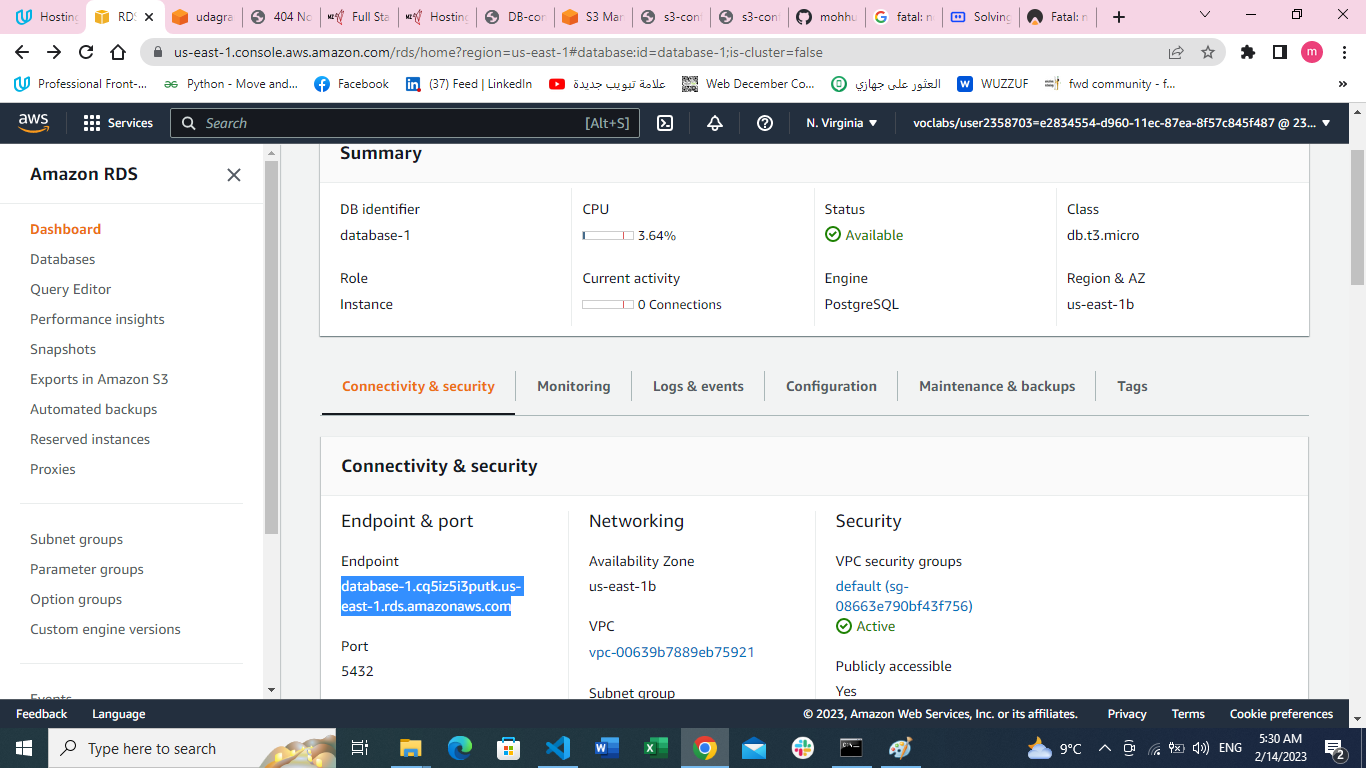 Hosting
RDS
udagra
404 No
Full Sta
Hosting
DB-con
S3 Man
s3-cont
s3-cont
mohhu
fatal: n
Solving
Fatal: n
us-east-1.console.aws.amazon.com/rds/home?region=us-east-1#database:id=database-1;is-cluster=false
m
Professional Front-...
Python - Move and...
Facebook
(37) Feed | LinkedIn
علامة تبويب جديدة
Web December Co...
العثور على جهازي
WUZZUF
fwd community - f...
»
aws
Services
Search
[Alt+S]
N. Virginia
voclabs/user2358703=e2834554-d960-11ec-87ea-8f57c845f487 @ 23...
Amazon RDS
Dashboard
Databases
Query Editor
Performance insights
Snapshots
Exports in Amazon S3
Automated backups
Reserved instances
Proxies
Subnet groups
Parameter groups
Option groups
Custom engine versions
Events
Summary
DB identifier
database-1
CPU
3.64%
Status
Available
Class
db.t3.micro
Role
Instance
Current activity
0 Connections
Engine
PostgreSQL
Region & AZ
us-east-1b
Connectivity & security
Monitoring
Logs & events
Configuration
Maintenance & backups
Tags
Connectivity & security
Endpoint & port
Endpoint
database-1.cq5iz5i3putk.us-
east-1.rds.amazonaws.com
Port
5432
Networking
Availability Zone
us-east-1b
VPC
vpc-00639b7889eb75921
Subnet group
Security
VPC security groups
default (sg-
08663e790bf43f756)
Active
Publicly accessible
Yes
Feedback
Language
© 2023, Amazon Web Services, Inc. or its affiliates.
Privacy
Terms
Cookie preferences
Type here to search
9°C
ENG
5:30 AM
2/14/2023
2